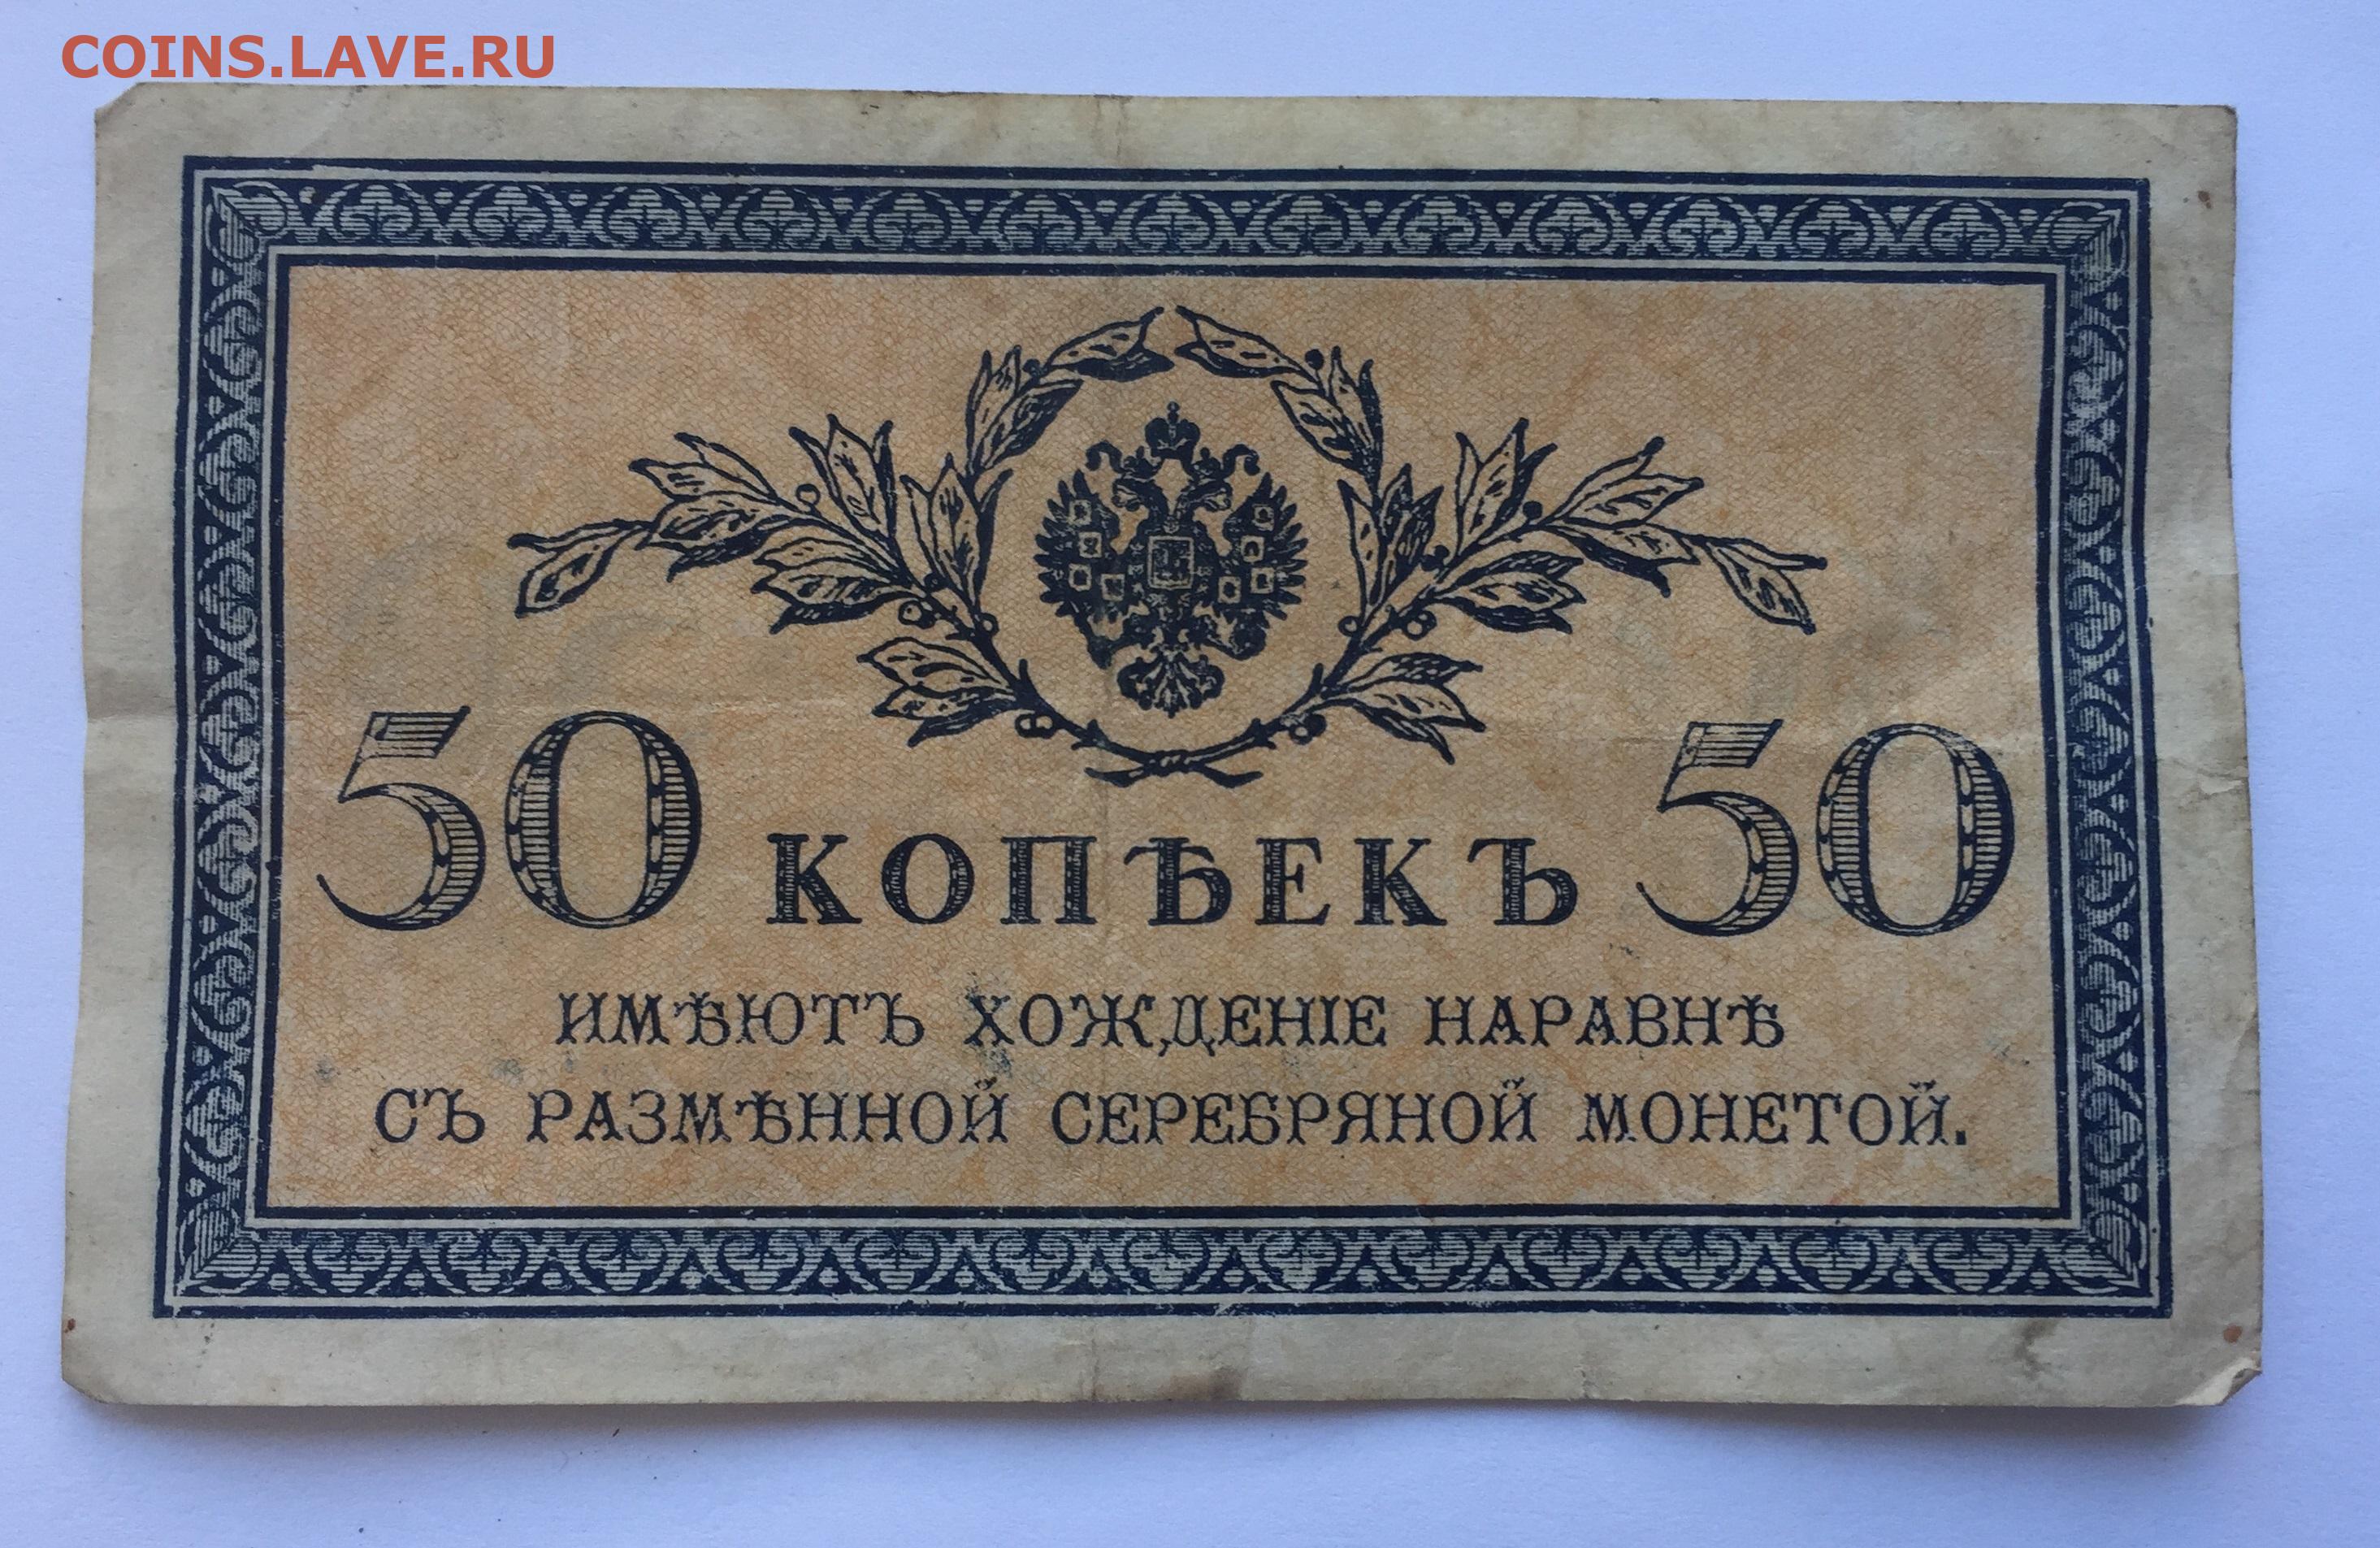 COINS.LAVE.RU
50 КОПѢЕКЪ 50
ИМѢЮТЪ ХОЖДЕНІЕ НАРАВНѢ
СЪ РАЗМѢННОЙ СЕРЕБРЯНОЙ МОНЕТОЙ.